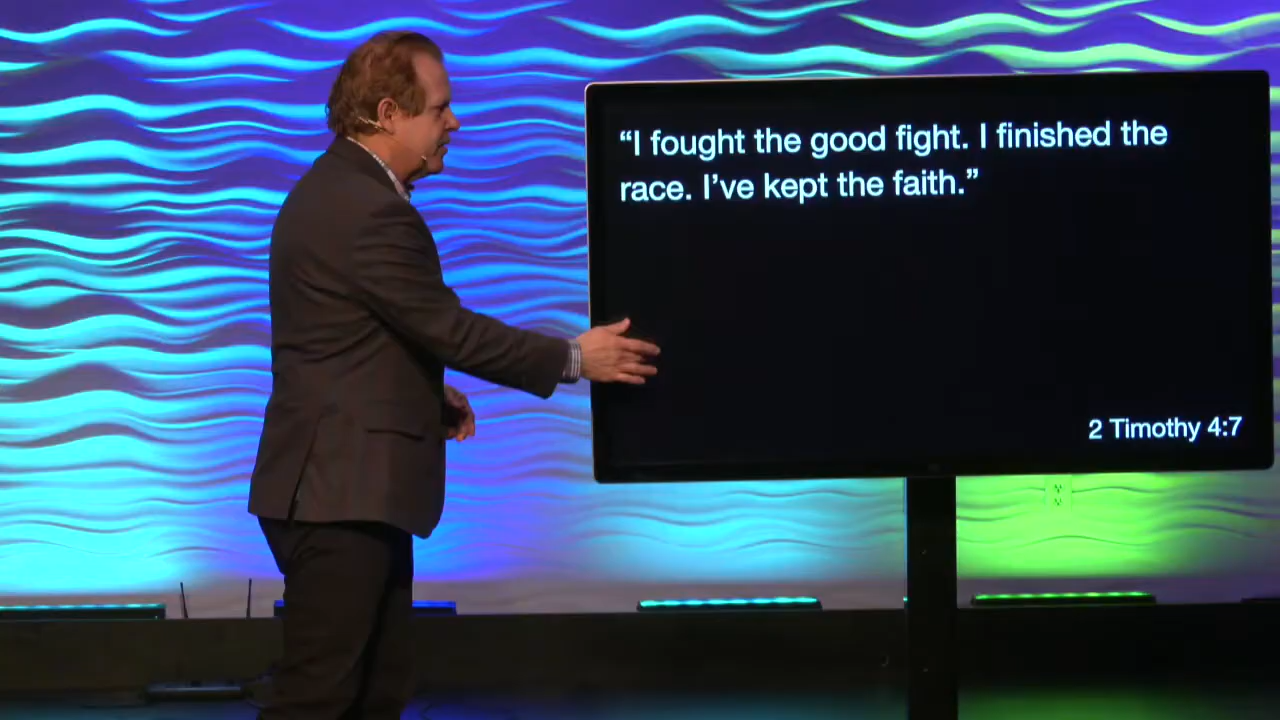 “I fought the good fight. I finished the
race. I’ve kept the faith.”
2 Timothy 4:7